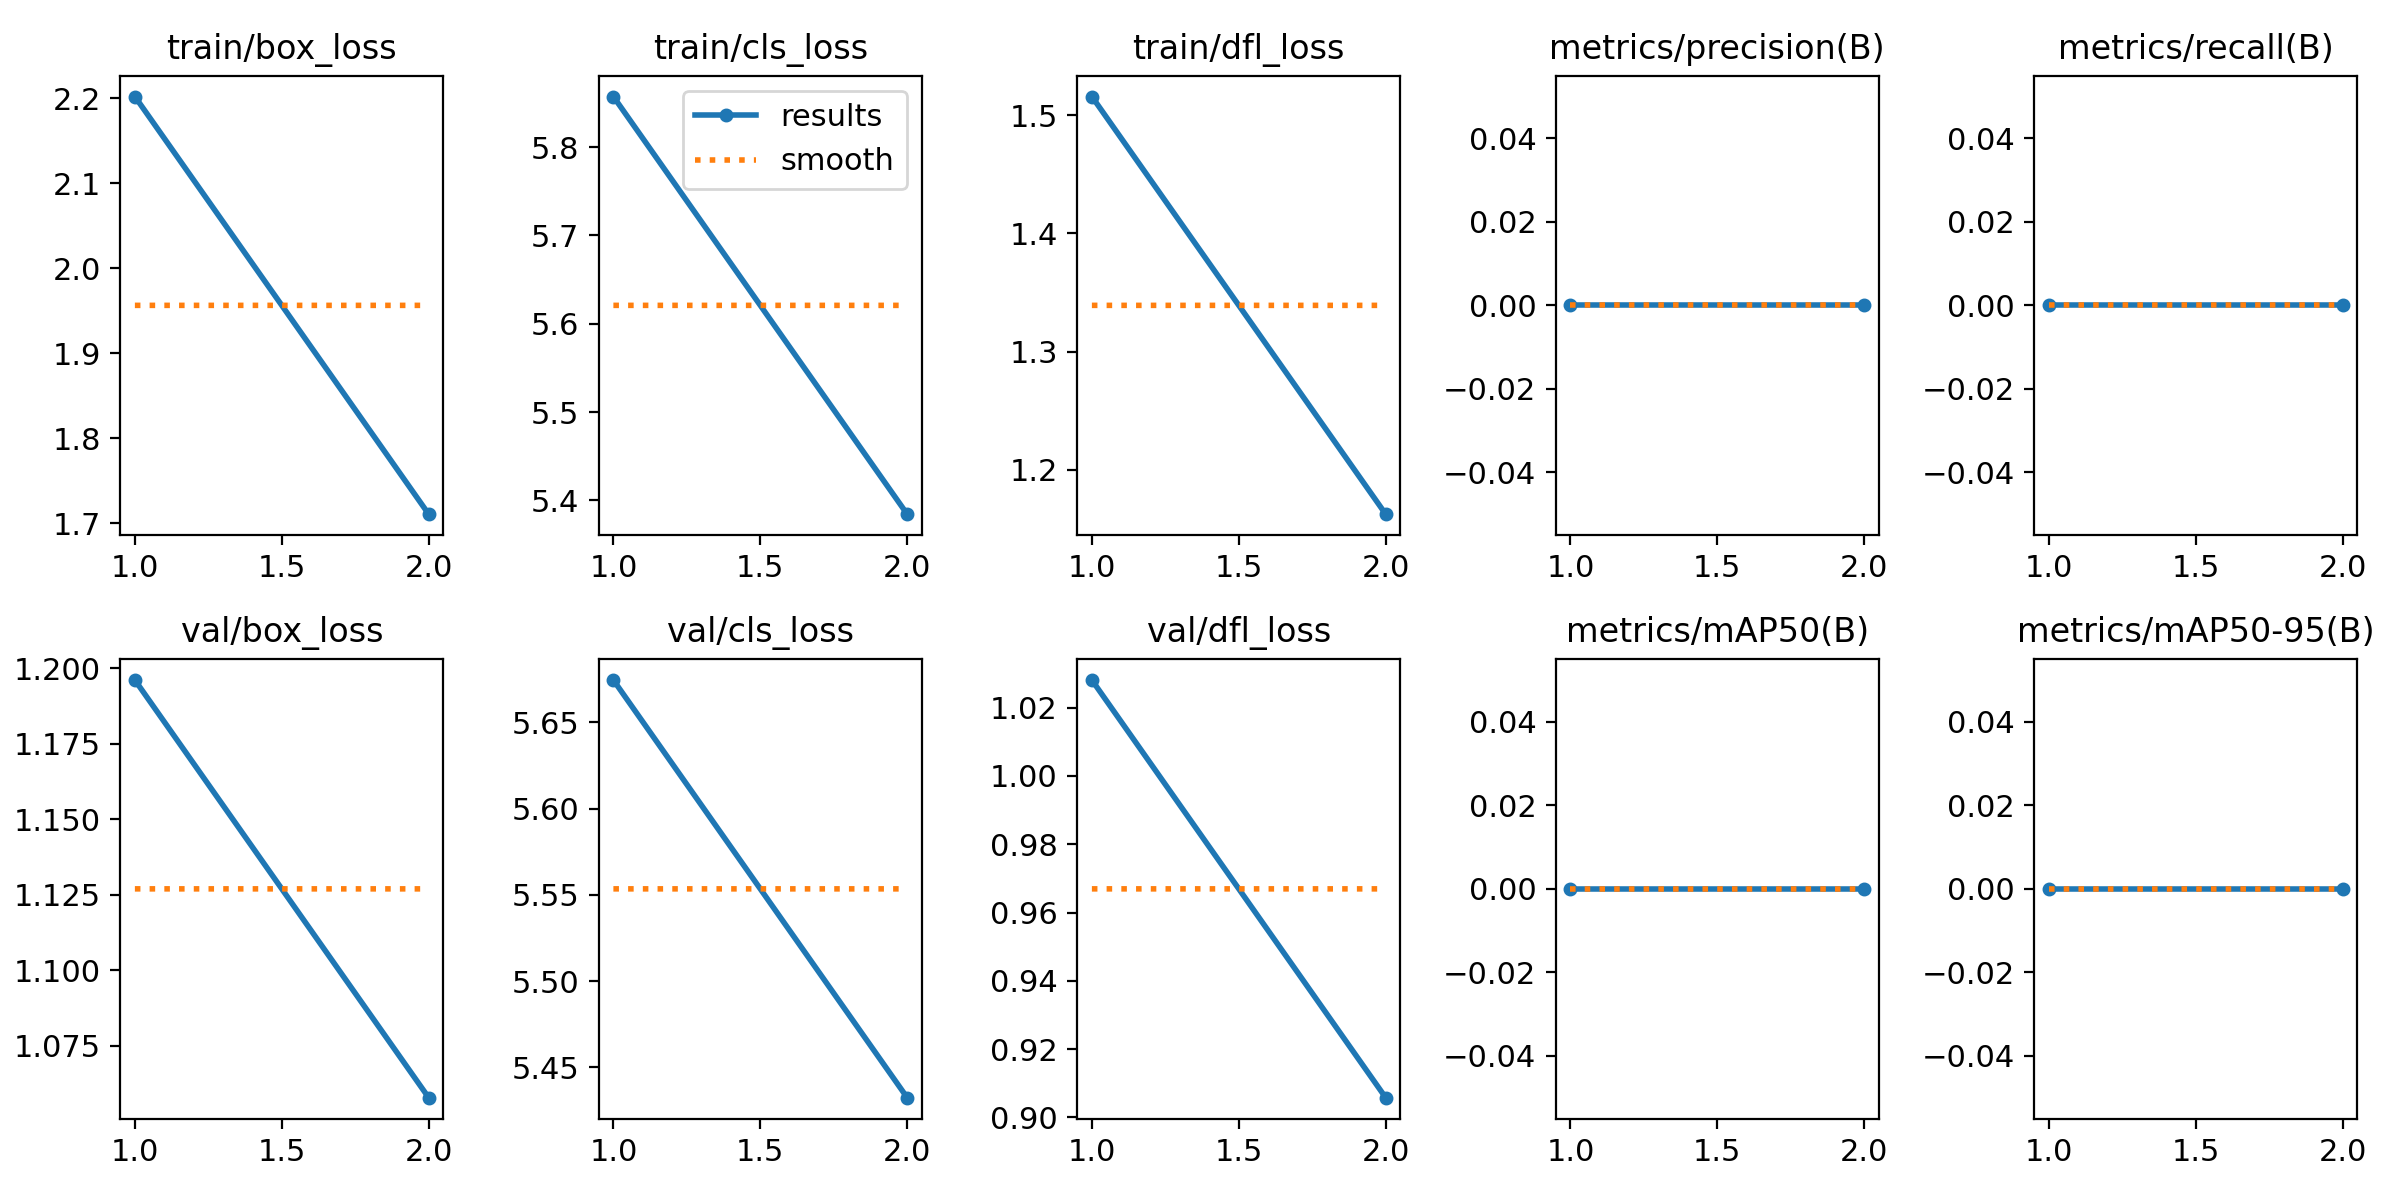 train/box_loss
2.2
2.1
2.0
1.9
1.8
1.7
1.0 1.5 2.0
train/cls_loss
results
smooth
5.8
5.7
5.6
5.5
5.4
1.0 1.5 2.0
train/dfl_loss
1.5
1.4
1.3
1.2
1.0 1.5 2.0
metrics/precision(B)
0.04
0.02
0.00
−0.02
−0.04
1.0 1.5 2.0
metrics/recall(B)
0.04
0.02
0.00
−0.02
−0.04
1.0 1.5 2.0
val/box_loss
1.200
1.175
1.150
1.125
1.100
1.075
1.0 1.5 2.0
val/cls_loss
5.65
5.60
5.55
5.50
5.45
1.0 1.5 2.0
val/dfl_loss
1.02
1.00
0.98
0.96
0.94
0.92
0.90
1.0 1.5 2.0
metrics/mAP50(B)
0.04
0.02
0.00
−0.02
−0.04
1.0 1.5 2.0
metrics/mAP50-95(B)
0.04
0.02
0.00
−0.02
−0.04
1.0 1.5 2.0